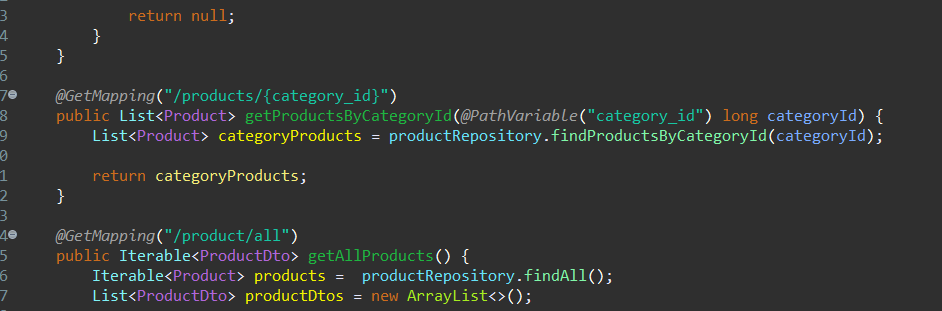 3 return null;
4 }
5 }
6
7 @GetMapping("/products/{category_id}")
8 public List<Product> getProductsByCategoryId(@PathVariable("category_id") long categoryId) {
9 List<Product> categoryProducts = productRepository.findProductsByCategoryId(categoryId);
0
1 return categoryProducts;
2 }
3
4 @GetMapping("/product/all")
5 public Iterable<ProductDto> getAllProducts() {
6 Iterable<Product> products =  productRepository.findAll();
7 List<ProductDto> productDtos = new ArrayList<>();